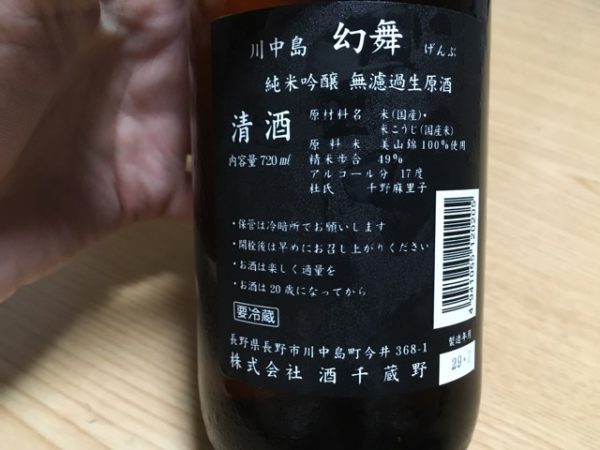 川中島 幻舞 げんぶ
純米吟醸 無濾過生原酒
清酒
内容量720㎖
原材料名 米(国産)・
米こうじ(国産米)
原料米 美山錦100%使用
精米歩合 49%
アルコール分 17度
杜氏 千野麻里子
・保管は冷暗所でお願いします
・開栓後は早めにお召し上がりください
・お酒は楽しく適量を
・お酒は20歳になってから
要冷蔵
長野県長野市川中島町今井368-1
株式会社 酒千蔵野
製造年月
29・
4941055120205